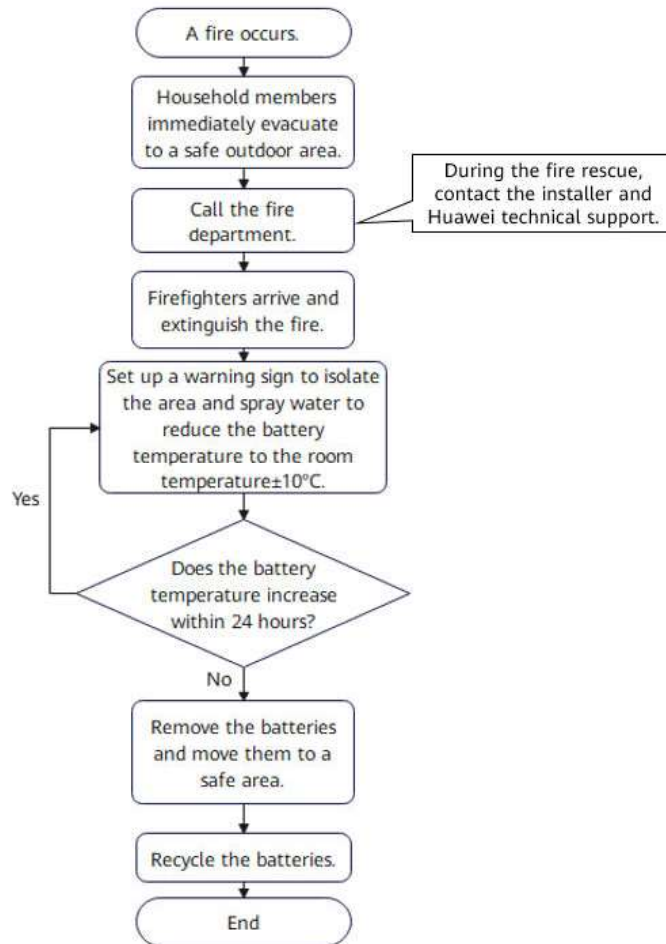 A fire occurs.
Household members
immediately evacuate
to a safe outdoor area.
During the fire rescue,
contact the installer and
Huawei technical support.
Call the fire
department.
Firefighters arrive and
extinguish the fire.
Set up a warning sign to isolate
the area and spray water to
reduce the battery
temperature to the room
temperature±10°C.
Yes
Does the battery
temperature increase
within 24 hours?
No
Remove the batteries
and move them to a
safe area.
Recycle the batteries.
End